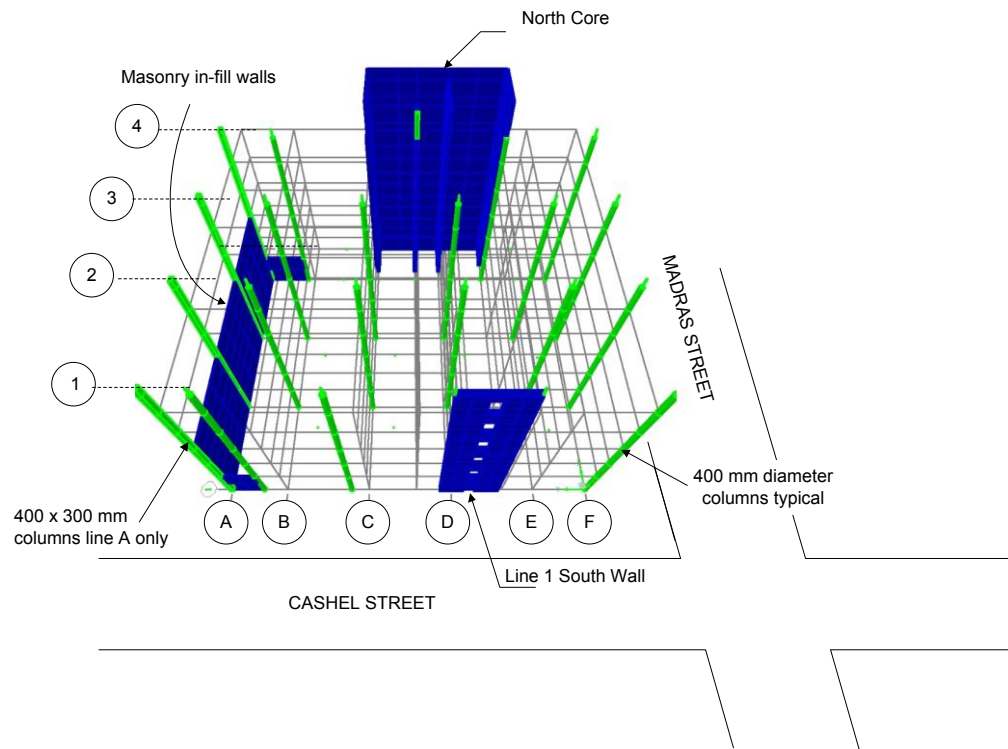 North Core
Masonry in-fill walls
4
3
2
1
MADRAS STREET
400 x 300 mm
columns line A only
A
B
C
D
E
F
400 mm diameter
columns typical
Line 1 South Wall
CASHEL STREET